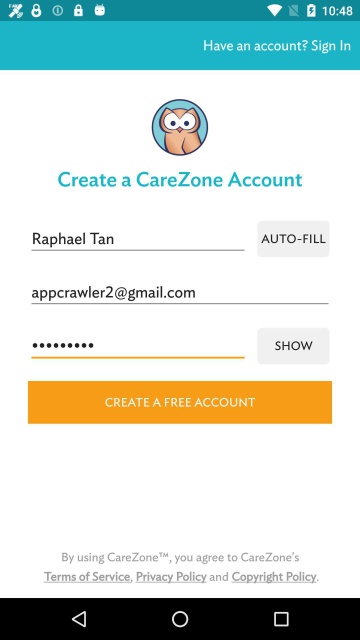 10:48
Have an account? Sign In
Create a CareZone Account
Raphael Tan
AUTO-FILL
appcrawler2@gmail.com
•••••••••
SHOW
CREATE A FREE ACCOUNT
By using CareZone™, you agree to CareZone's
Terms of Service, Privacy Policy and Copyright Policy.